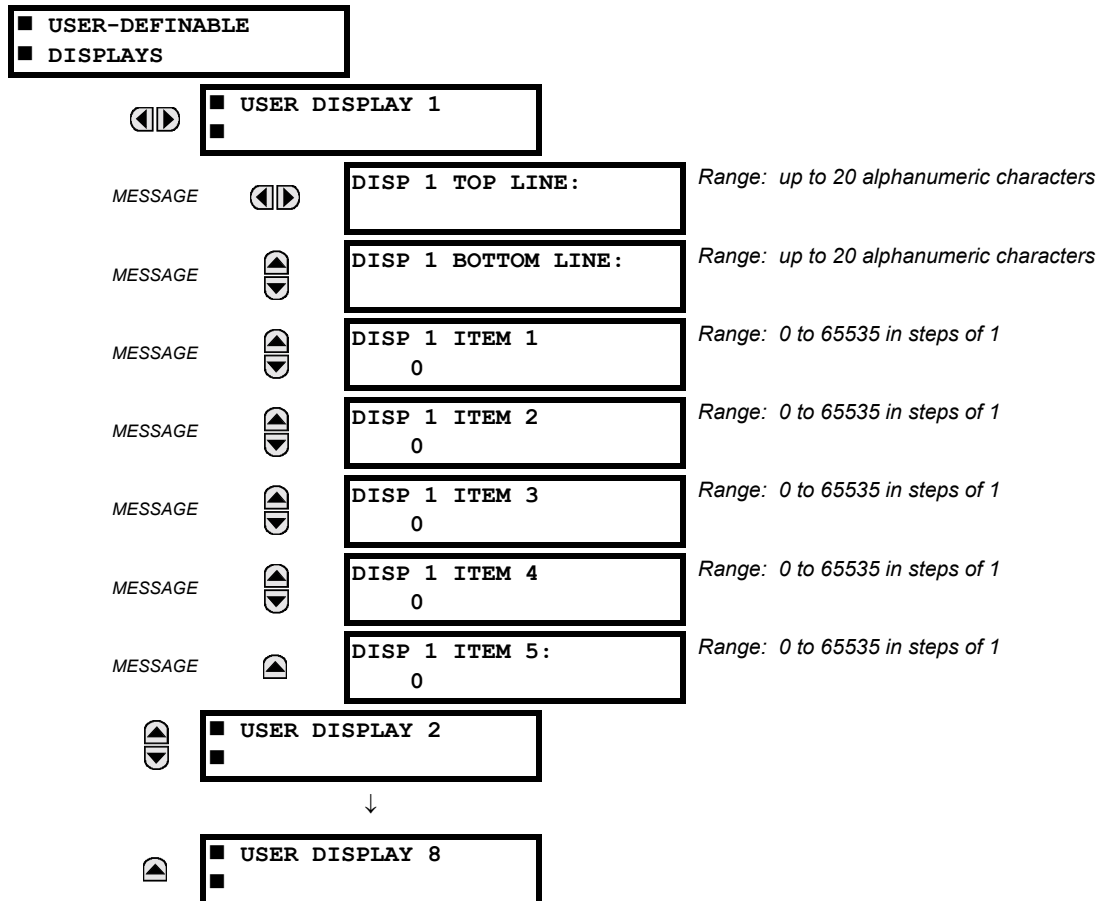 ■ USER-DEFINABLE
■ DISPLAYS
■ USER DISPLAY 1
■
MESSAGE
DISP 1 TOP LINE:
Range: up to 20 alphanumeric characters
MESSAGE
DISP 1 BOTTOM LINE:
Range: up to 20 alphanumeric characters
MESSAGE
DISP 1 ITEM 1
0
Range: 0 to 65535 in steps of 1
MESSAGE
DISP 1 ITEM 2
0
Range: 0 to 65535 in steps of 1
MESSAGE
DISP 1 ITEM 3
0
Range: 0 to 65535 in steps of 1
MESSAGE
DISP 1 ITEM 4
0
Range: 0 to 65535 in steps of 1
MESSAGE
DISP 1 ITEM 5:
0
Range: 0 to 65535 in steps of 1
■ USER DISPLAY 2
■
↓
■ USER DISPLAY 8
■